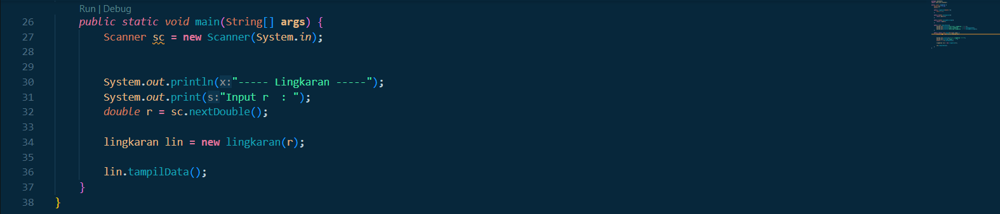 Run | Debug
26 public static void main(String[] args) {
27 Scanner sc = new Scanner(System.in);
28
29
30 System.out.println(x:"----- Lingkaran -----");
31 System.out.print(s:"Input r  : ");
32 double r = sc.nextDouble();
33
34 lingkaran lin = new lingkaran(r);
35
36 lin.tampilData();
37 }
38 }